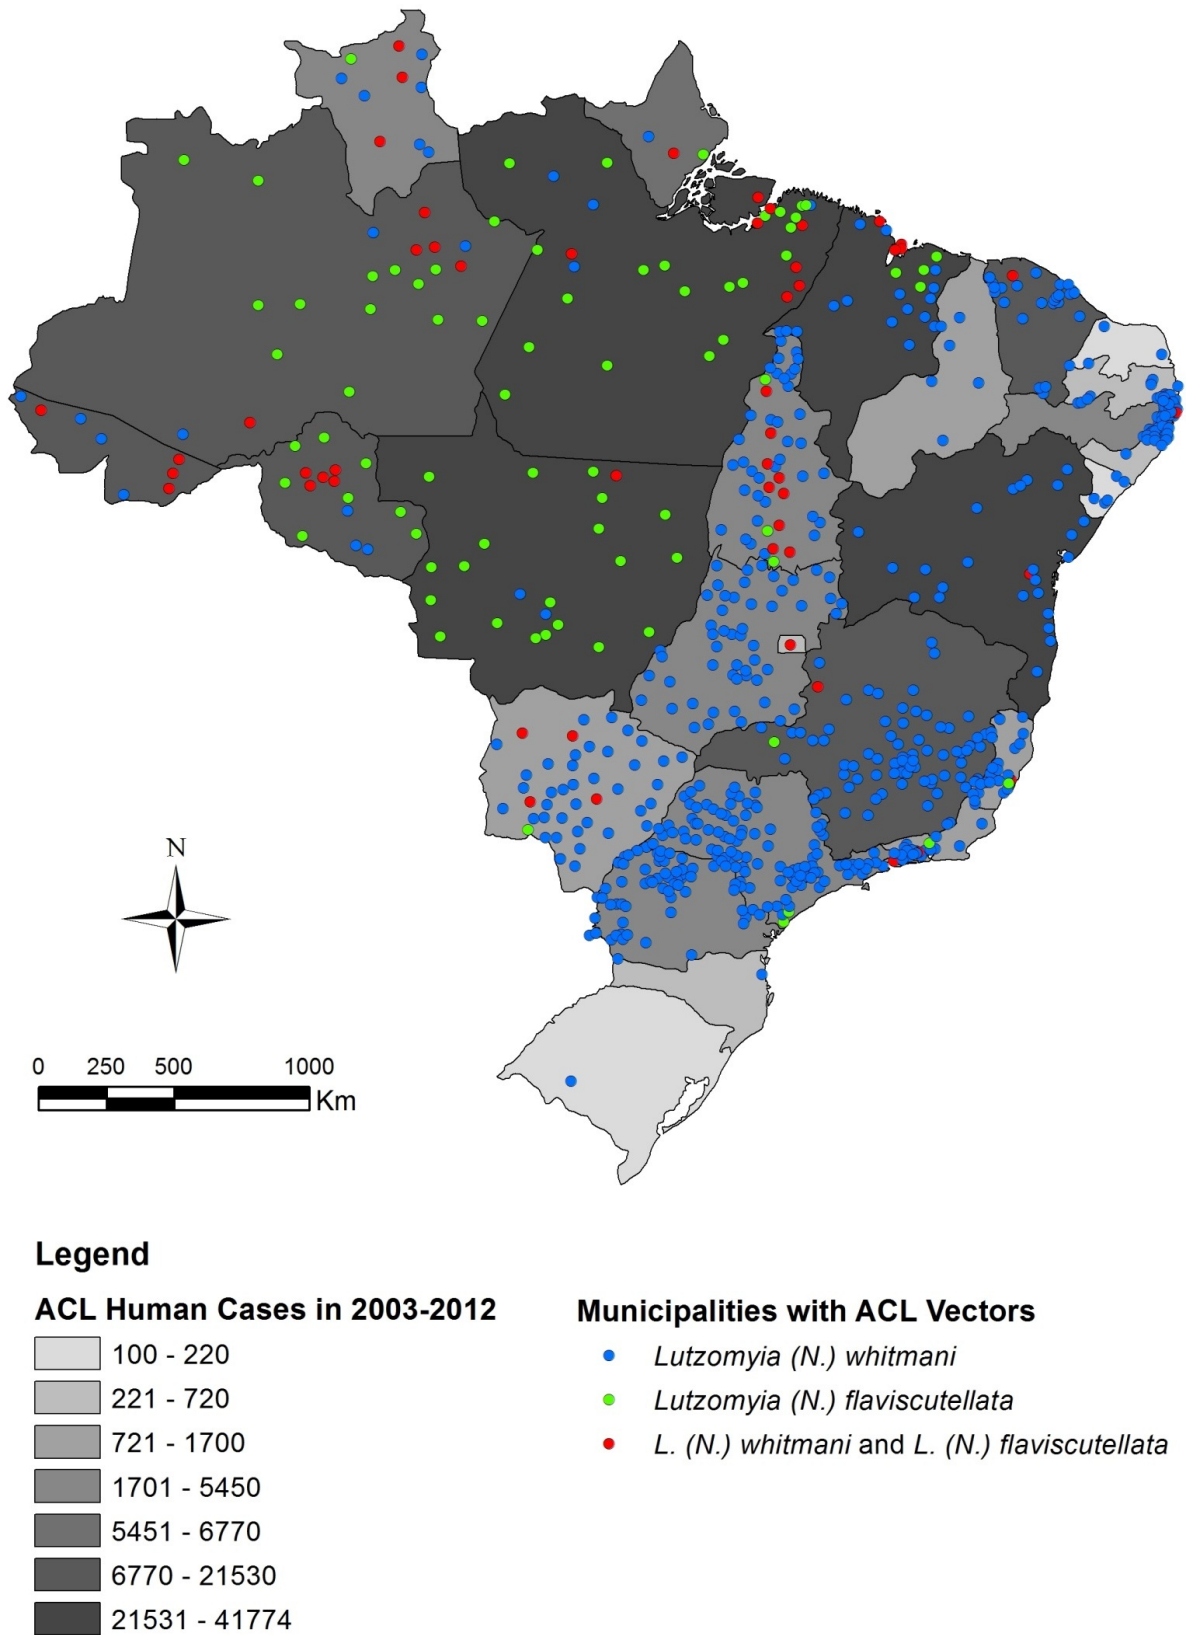 N
0 250 500 1000
Km
Legend
ACL Human Cases in 2003-2012
100 - 220
221 - 720
721 - 1700
1701 - 5450
5451 - 6770
6770 - 21530
21531 - 41774
Municipalities with ACL Vectors
Lutzomyia (N.) whitmani
Lutzomyia (N.) flaviscutellata
L. (N.) whitmani and L. (N.) flaviscutellata